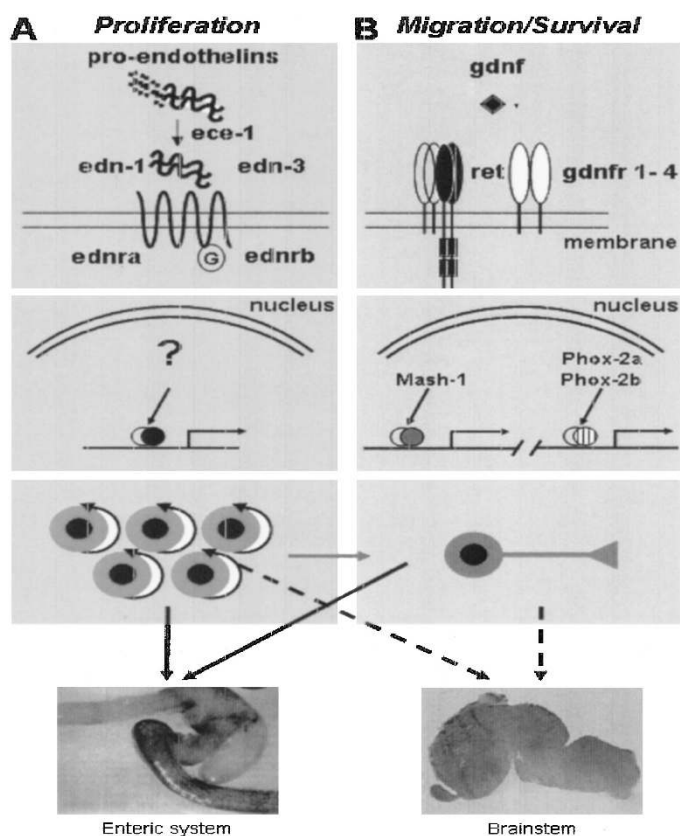 A Proliferation
pro-endothelins
ece-1
edn-1 edn-3
ednra G ednrb
nucleus
?
B Migration/Survival
gdnf
ret gdnfr 1-4
membrane
nucleus
Mash-1
Phox-2a
Phox-2b
Enteric system
Brainstem